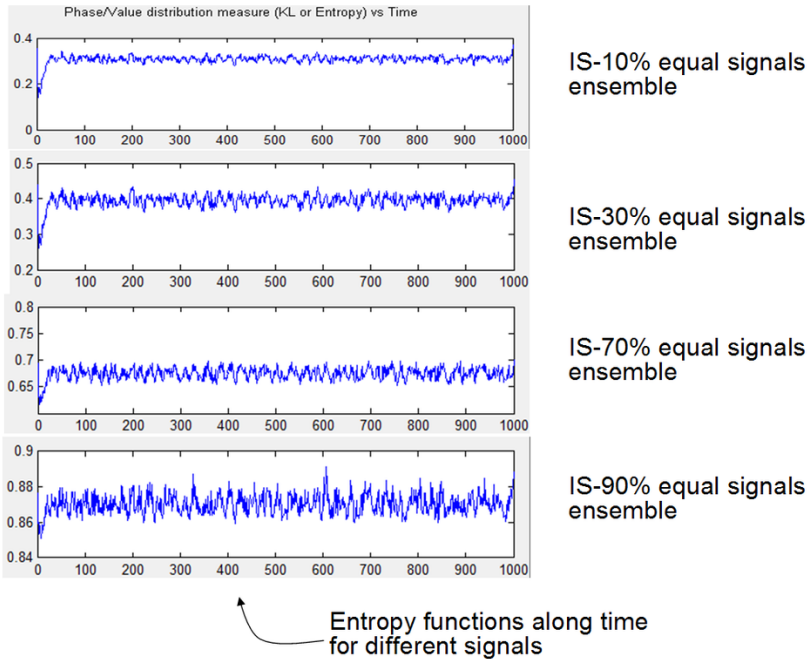 Phase/Value distribution measure (KL or Entropy) vs Time
0.4
0.2
0
0 100 200 300 400 500 600 700 800 900 1000
IS-10% equal signals
ensemble
0.5
0.4
0.3
0.2
0 100 200 300 400 500 600 700 800 900 1000
IS-30% equal signals
ensemble
0.8
0.75
0.7
0.65
0 100 200 300 400 500 600 700 800 900 1000
IS-70% equal signals
ensemble
0.9
0.88
0.86
0.84
0 100 200 300 400 500 600 700 800 900 1000
IS-90% equal signals
ensemble
Entropy functions along time
for different signals